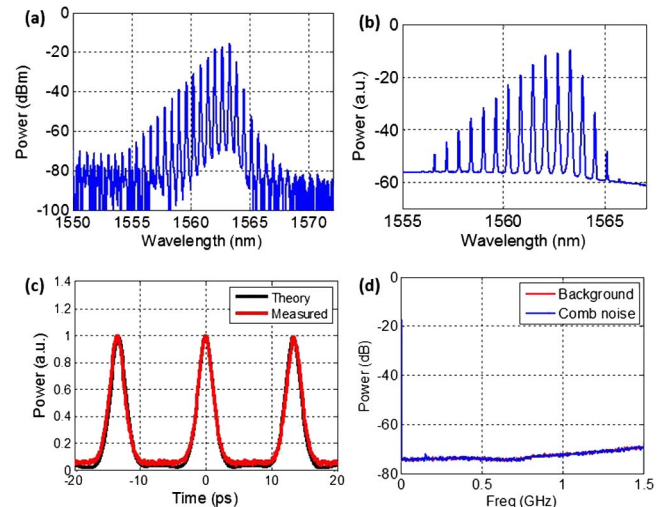 (a)
0
-20
-40
-60
-80
-100
Power (dBm)
1550 1555 1560 1565 1570
Wavelength (nm)
(b)
0
-20
-40
-60
Power (a.u.)
1555 1560 1565
Wavelength (nm)
(c)
1.4
1.2
1
0.8
0.6
0.4
0.2
0
Power (a.u.)
Theory
Measured
-20 -10 0 10 20
Time (ps)
(d)
0
-20
-40
-60
-80
Power (dB)
Background
Comb noise
0 0.5 1 1.5
Freq (GHz)